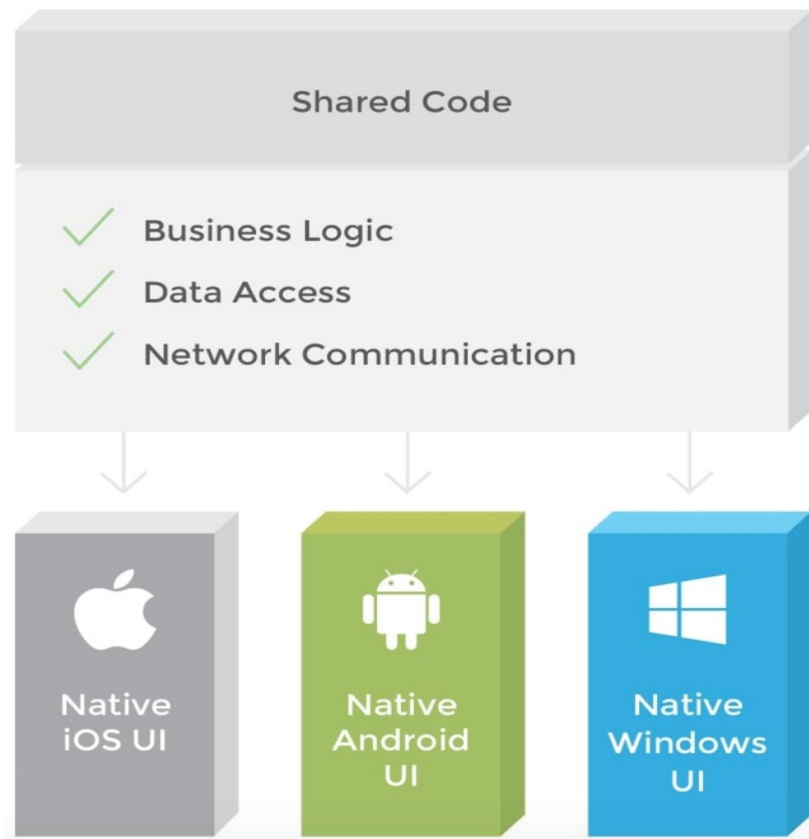 Shared Code
Business Logic
Data Access
Network Communication
Native
iOS UI
Native
Android
UI
Native
Windows
UI